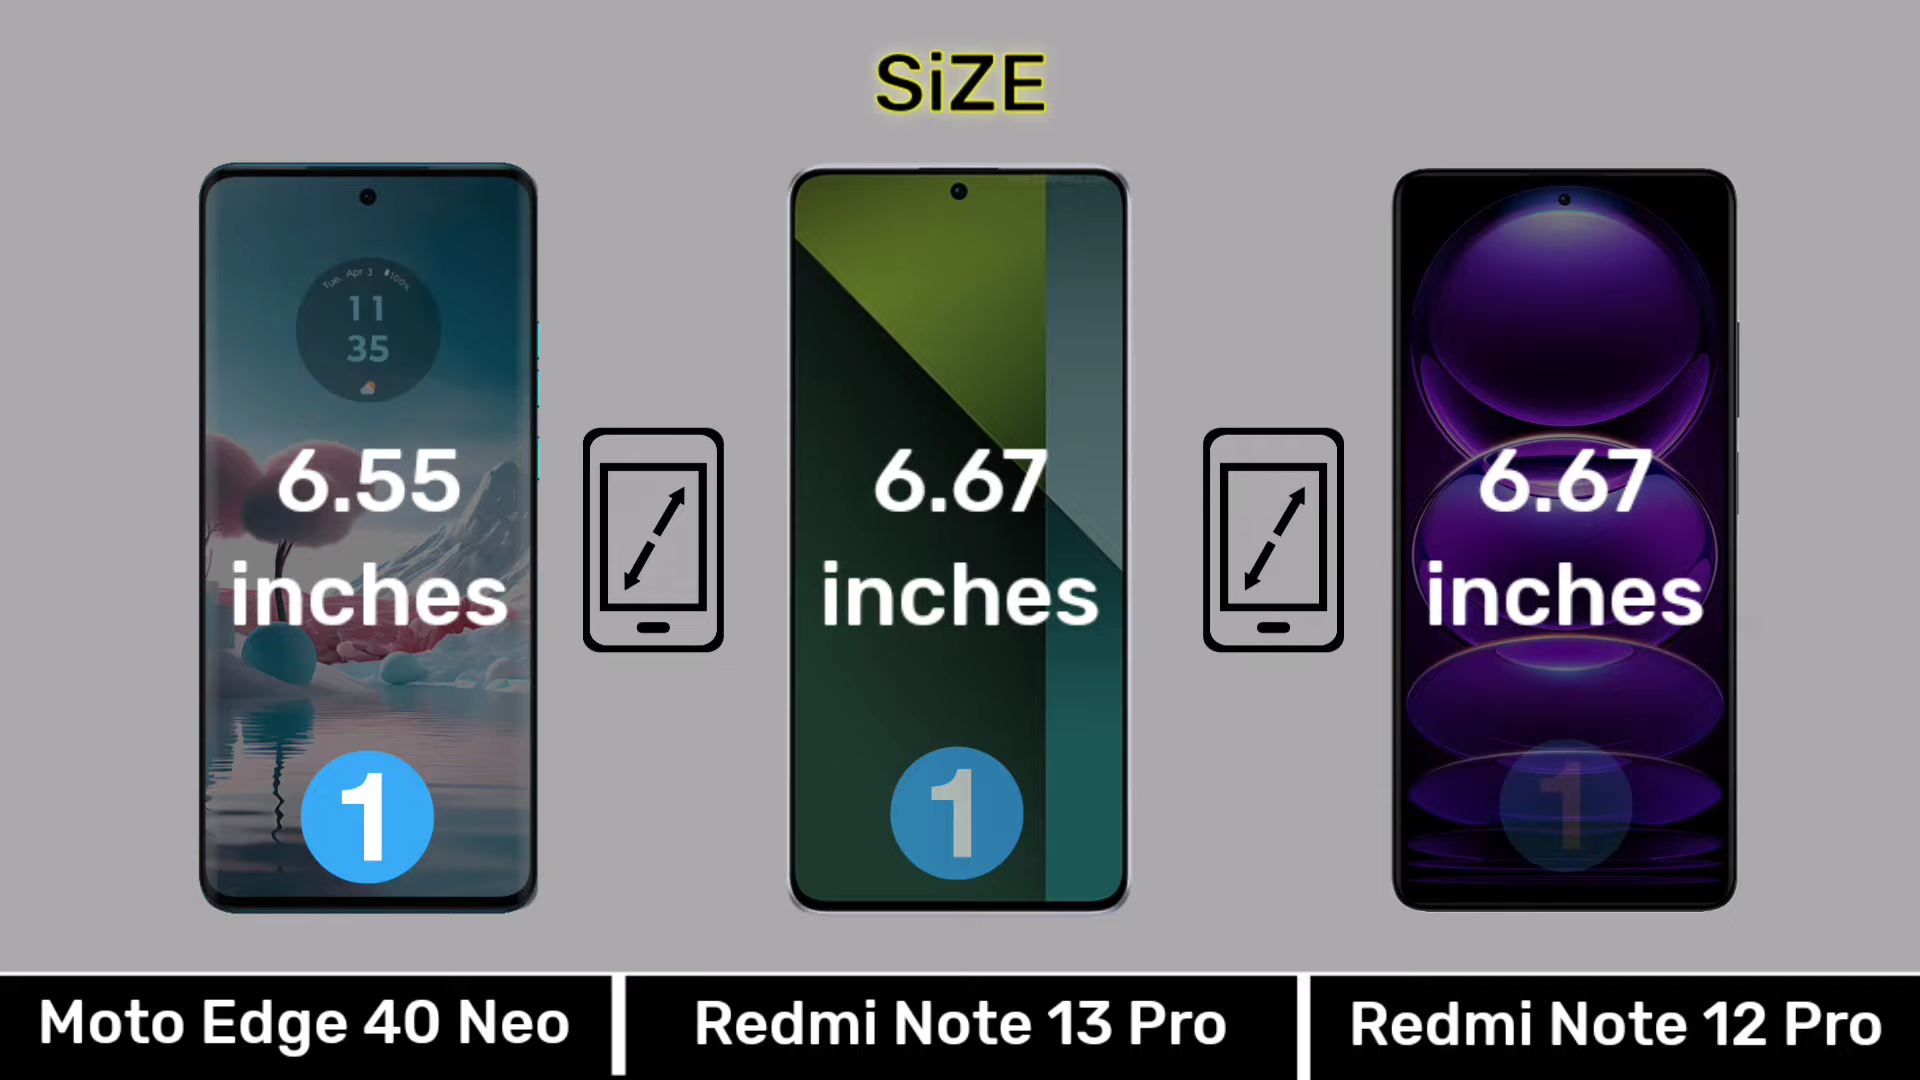 SiZE
Tue, Apr 3 100%
11
35
6.55
inches
1
6.67
inches
1
6.67
inches
1
Moto Edge 40 Neo
Redmi Note 13 Pro
Redmi Note 12 Pro